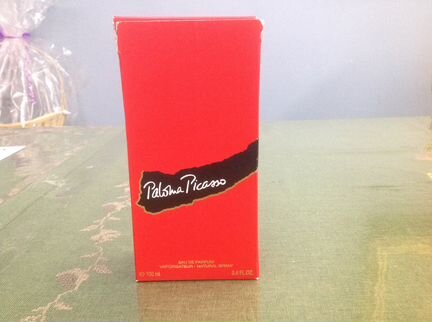 Paloma Picasso
EAU DE PARFUM
VAPORISATEUR - NATURAL SPRAY
100 ml 3.4 FL.OZ.